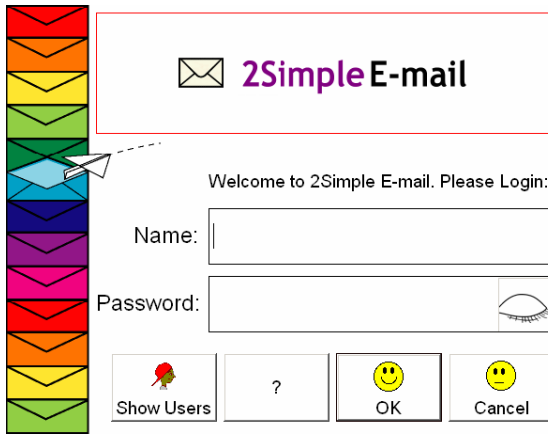 2Simple E-mail
Welcome to 2Simple E-mail. Please Login:
Name:
Password:
Show Users
?
OK
Cancel